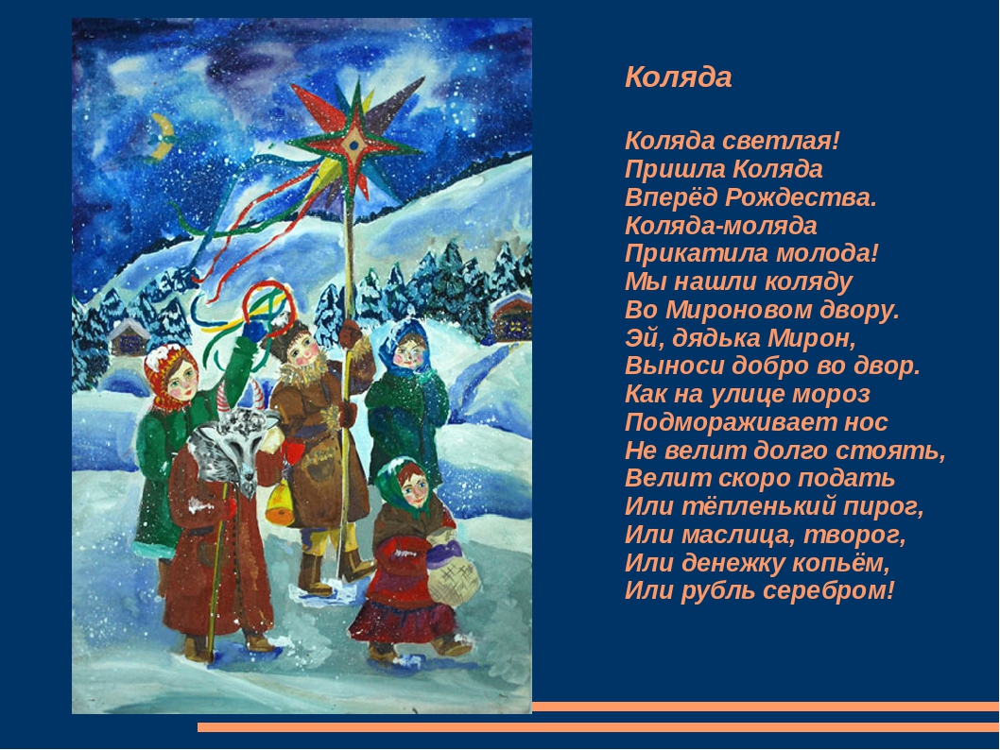 Коляда
Коляда светлая!
Пришла Коляда
Вперёд Рождества.
Коляда-моляда
Прикатила молода!
Мы нашли коляду
Во Мироновом двору.
Эй, дядька Мирон,
Выноси добро во двор.
Как на улице мороз
Подмораживает нос
Не велит долго стоять,
Велит скоро подать
Или тёпленький пирог,
Или маслица, творог,
Или денежку копьём,
Или рубль серебром!